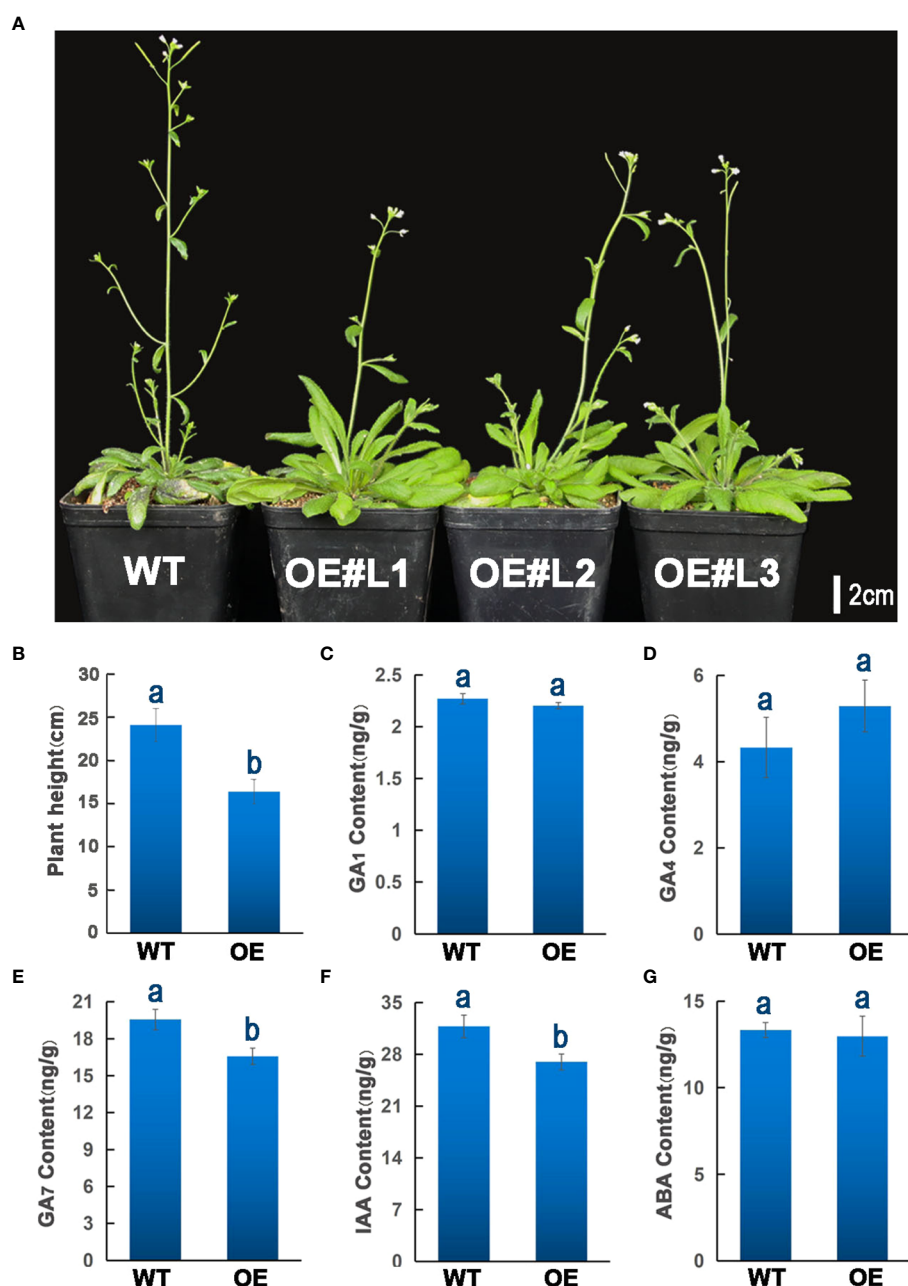 A
WT
OE#L1
OE#L2
OE#L3
2cm
B
Plant height(cm)
30
25
20
15
10
5
0
a
b
WT
OE
C
GA1 Content(ng/g)
2.5
2
1.5
1
0.5
0
a
a
WT
OE
D
GA4 Content(ng/g)
6
4
2
0
a
a
WT
OE
E
GA7 Content(ng/g)
21
18
15
12
9
6
3
0
a
b
WT
OE
F
IAA Content(ng/g)
35
28
21
14
7
0
a
b
WT
OE
G
ABA Content(ng/g)
15
10
5
0
a
a
WT
OE